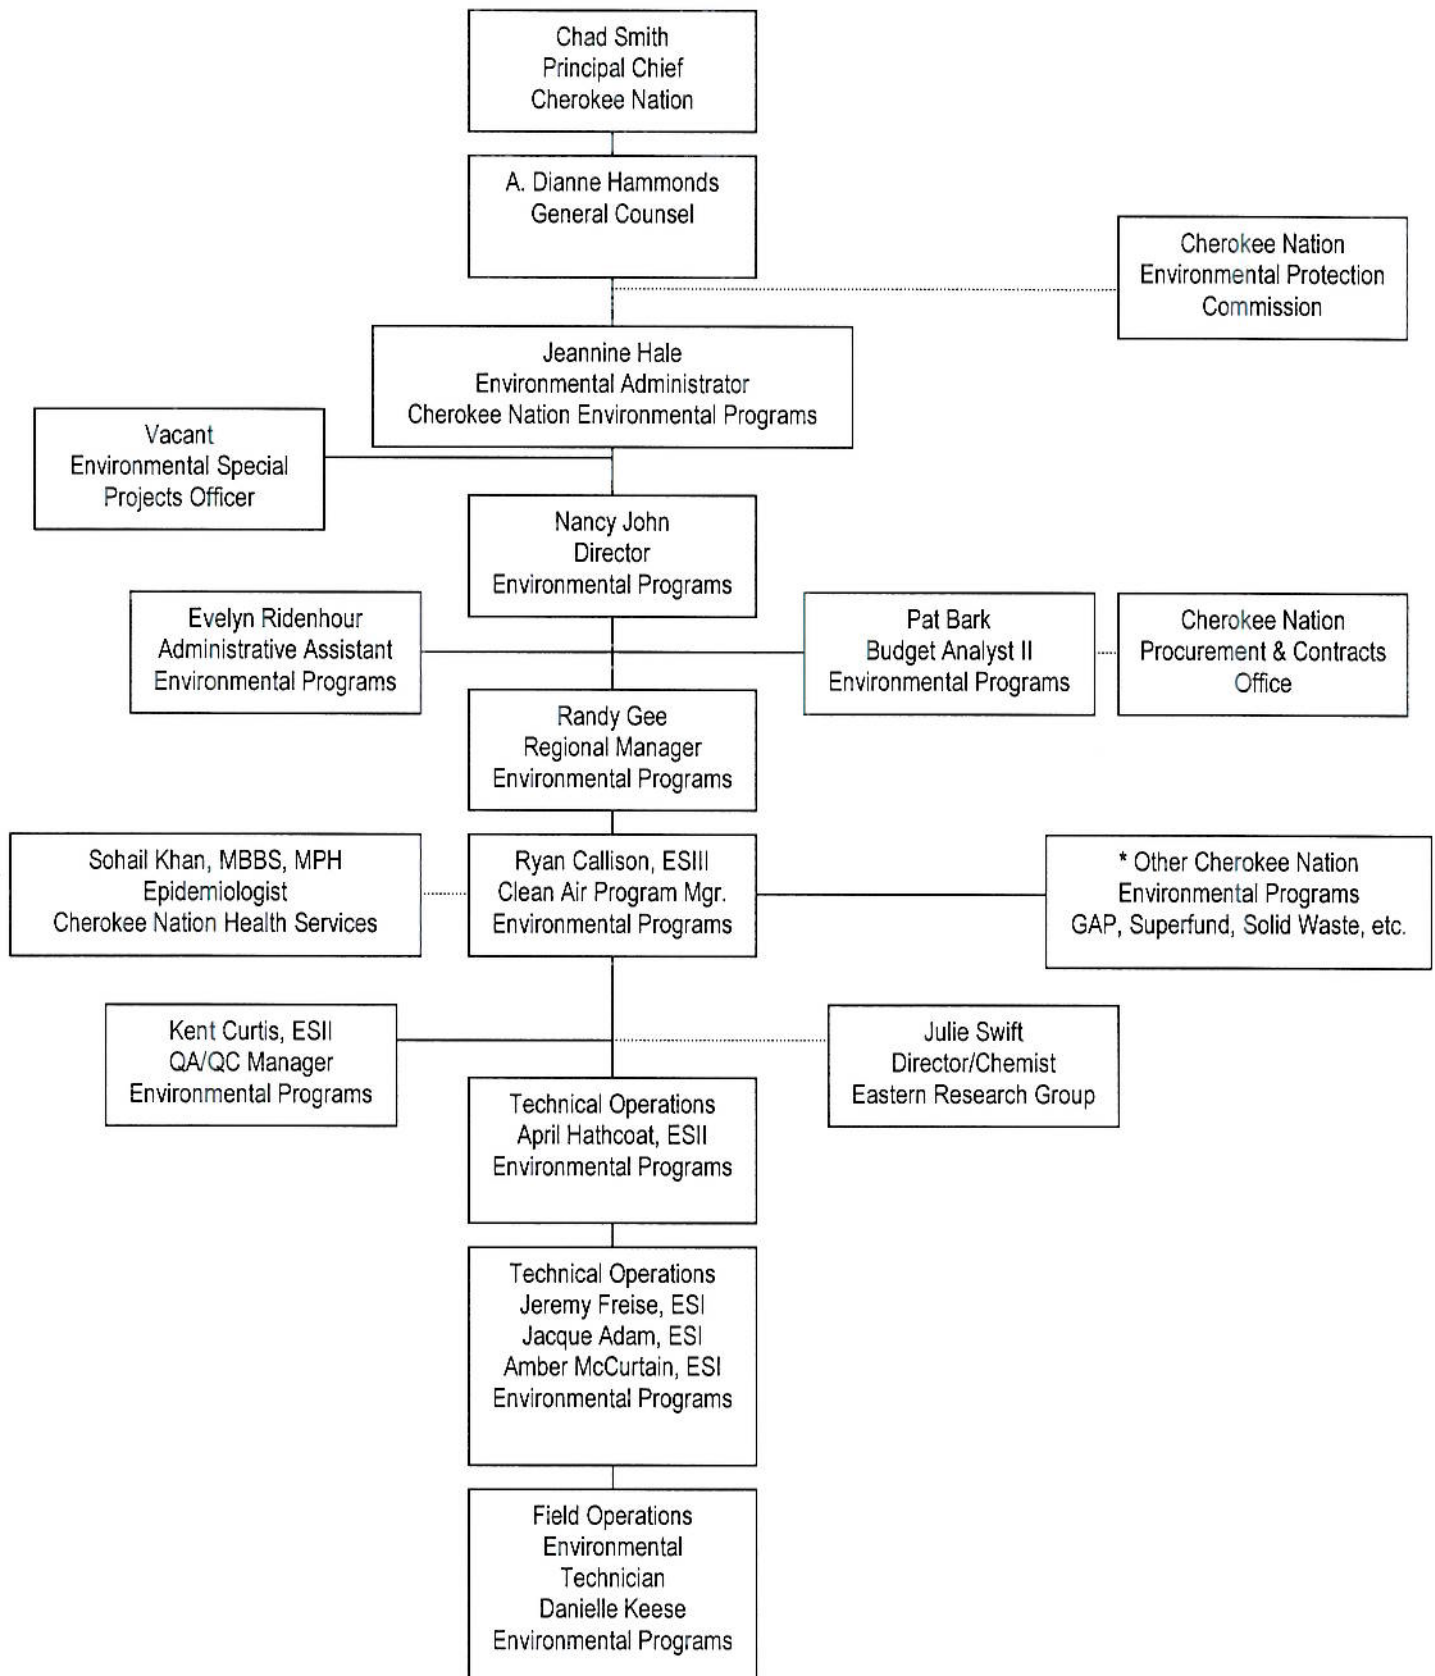 Chad Smith
Principal Chief
Cherokee Nation
A. Dianne Hammonds
General Counsel
Cherokee Nation
Environmental Protection
Commission
Jeannine Hale
Environmental Administrator
Cherokee Nation Environmental Programs
Vacant
Environmental Special
Projects Officer
Nancy John
Director
Environmental Programs
Evelyn Ridenhour
Administrative Assistant
Environmental Programs
Pat Bark
Budget Analyst II
Environmental Programs
Cherokee Nation
Procurement & Contracts
Office
Randy Gee
Regional Manager
Environmental Programs
Sohail Khan, MBBS, MPH
Epidemiologist
Cherokee Nation Health Services
Ryan Callison, ESIII
Clean Air Program Mgr.
Environmental Programs
* Other Cherokee Nation
Environmental Programs
GAP, Superfund, Solid Waste, etc.
Kent Curtis, ESII
QA/QC Manager
Environmental Programs
Julie Swift
Director/Chemist
Eastern Research Group
Technical Operations
April Hathcoat, ESII
Environmental Programs
Technical Operations
Jeremy Freise, ESI
Jacque Adam, ESI
Amber McCurtain, ESI
Environmental Programs
Field Operations
Environmental
Technician
Danielle Keese
Environmental Programs